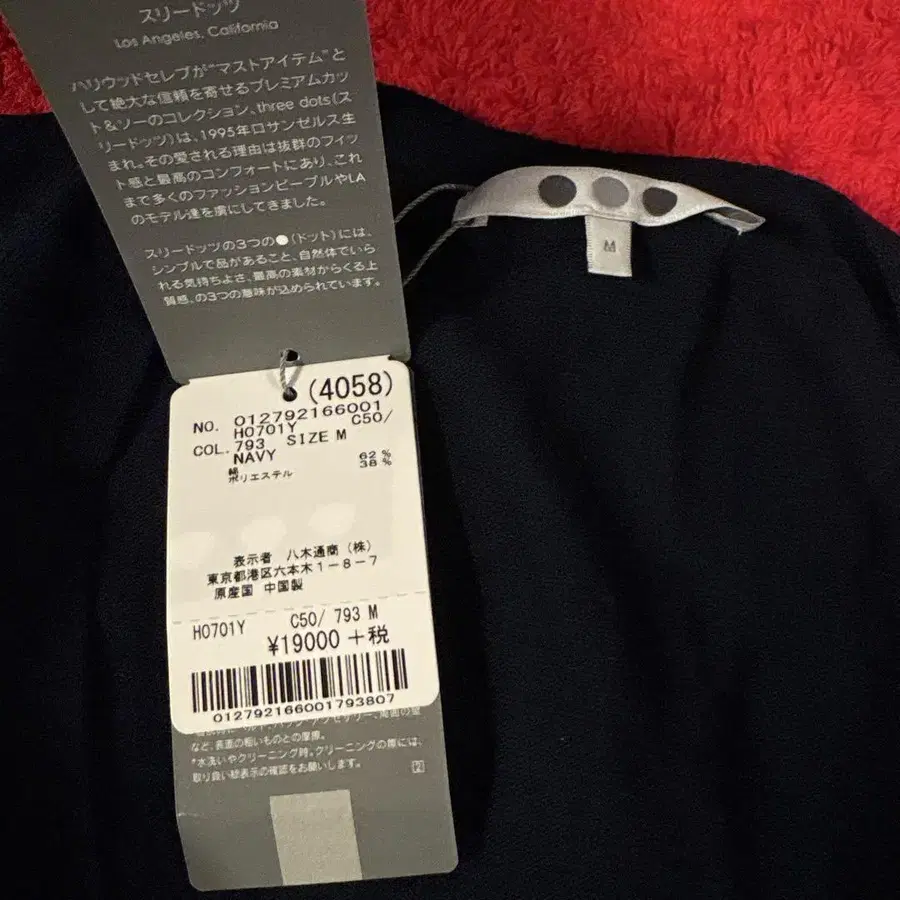 スリードッツ
Los Angeles, California
ハリウッドセレブが"マストアイテム"と
して絶大な信頼を寄せるプレミアムカッ
ト&ソーのコレクション、three dots(ス
リードッツ)は、1995年ロサンゼルス生
まれ。その愛される理由は抜群のフィッ
ト感と最高のコンフォートにあり、これ
まで多くのファッションピープルやLA
のモデル達を虜にしてきました。
スリードッツの3つの●(ドット)には、
シンプルで品があること、自然体でいら
れる気持ちよさ、最高の素材からくる上
質感、の3つの意味が込められています。
M
(4058)
NO. 012792166001
H0701Y C50/
COL. 793 SIZE M
NAVY
綿 62%
ポリエステル 38%
表示者 八木通商(株)
東京都港区六本木1-8-7
原産国 中国製
H0701Y C50/ 793 M
¥19000+税
012792166001793807
など、表面の粗いものとの摩擦。
*水洗いやクリーニング時。クリーニングの際には、
取り扱い絵表示の確認をお願いします。